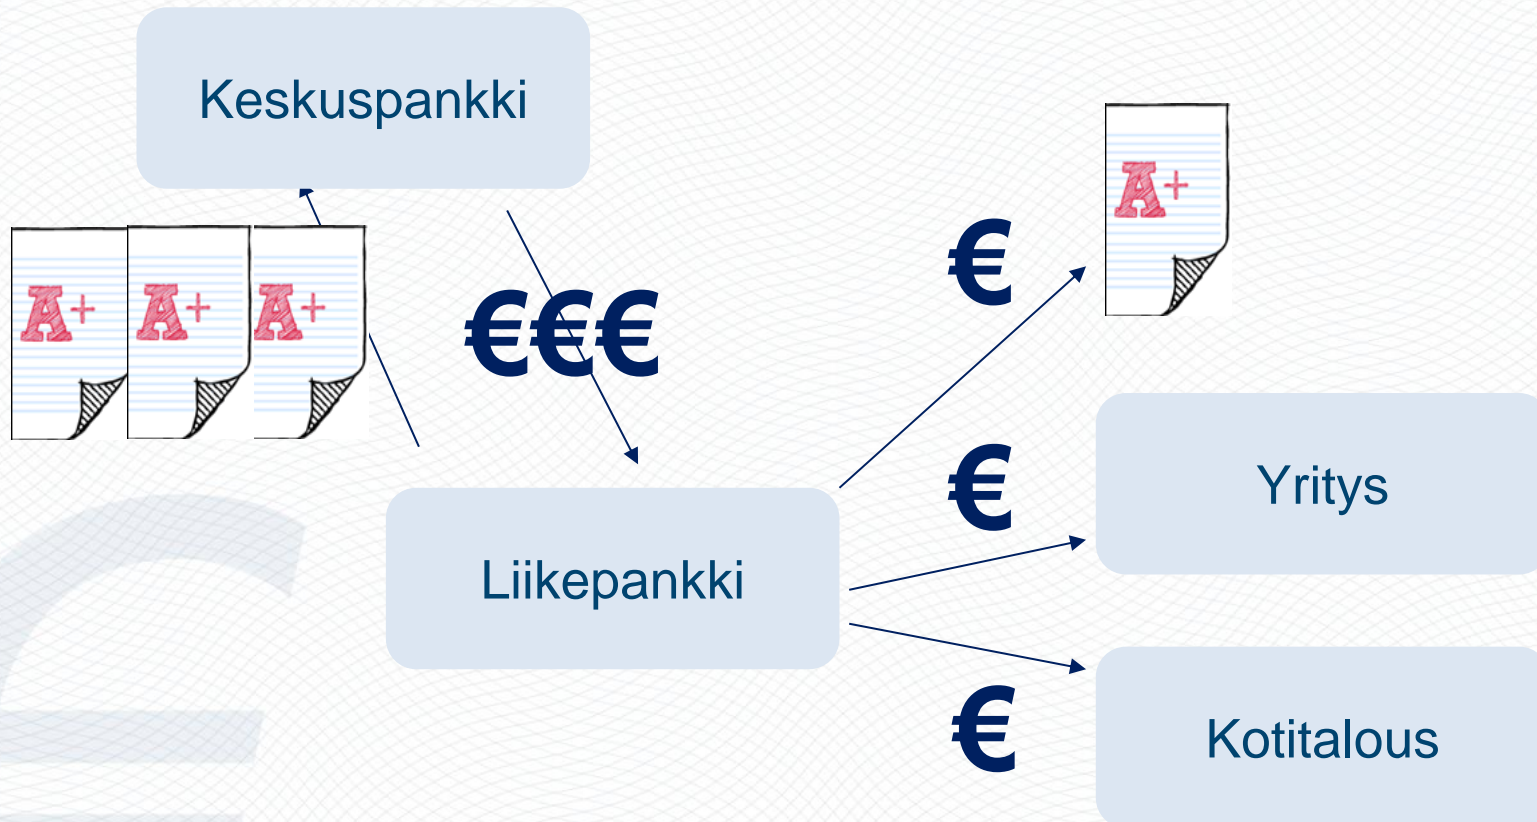 Keskuspankki
A+
€
A+ A+ A+
€€€
€
Yritys
Liikepankki
€
Kotitalous